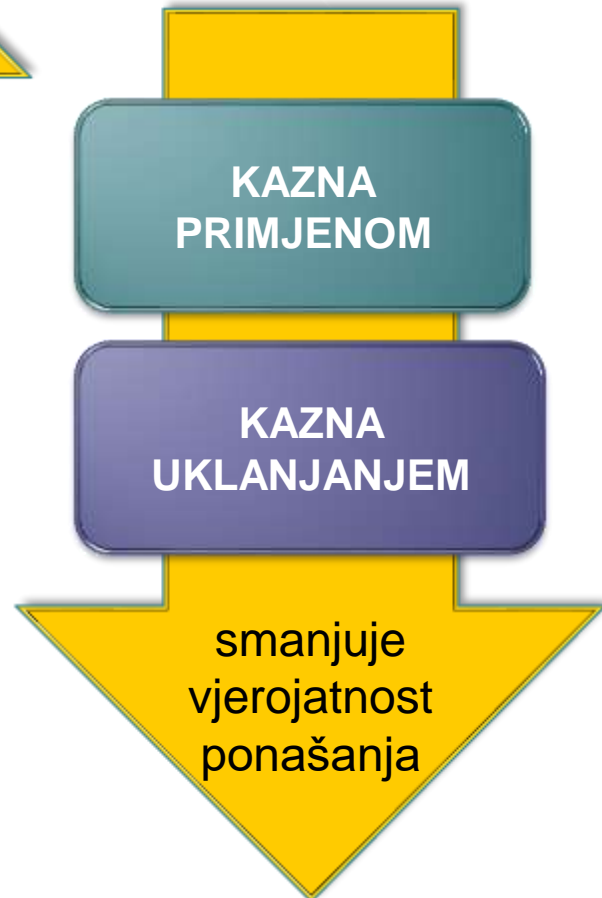 KAZNA
PRIMJENOM
KAZNA
UKLANJANJEM
smanjuje
vjerojatnost
ponašanja